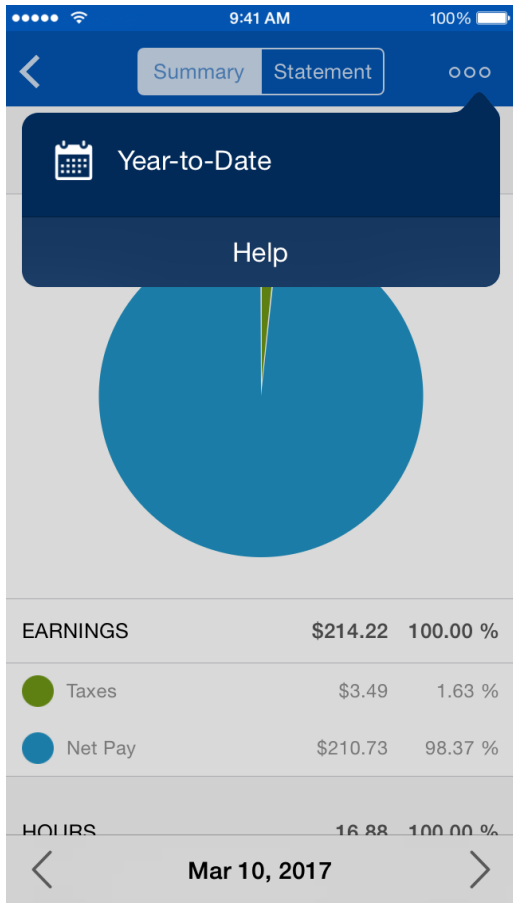 9:41 AM 100%
Summary Statement
Year-to-Date
Help
EARNINGS $214.22 100.00 %
Taxes $3.49 1.63 %
Net Pay $210.73 98.37 %
HOURS 16.88 100.00 %
Mar 10, 2017